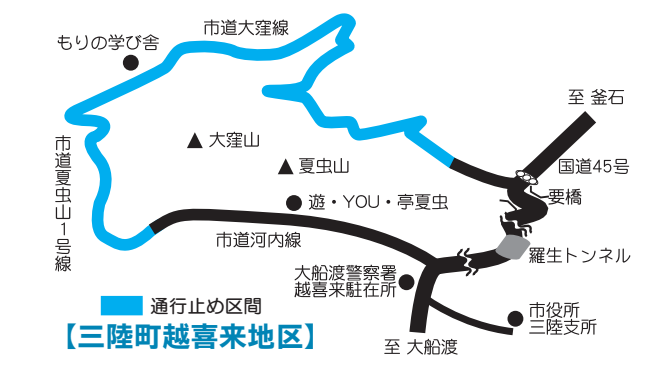 市道大窪線
もりの学び舎
至 釜石
大窪山
市道夏虫山1号線
夏虫山
国道45号
遊・YOU・亭夏虫
要橋
市道河内線
羅生トンネル
大船渡警察署
越喜来駐在所
通行止め区間
市役所
三陸支所
【三陸町越喜来地区】
至 大船渡